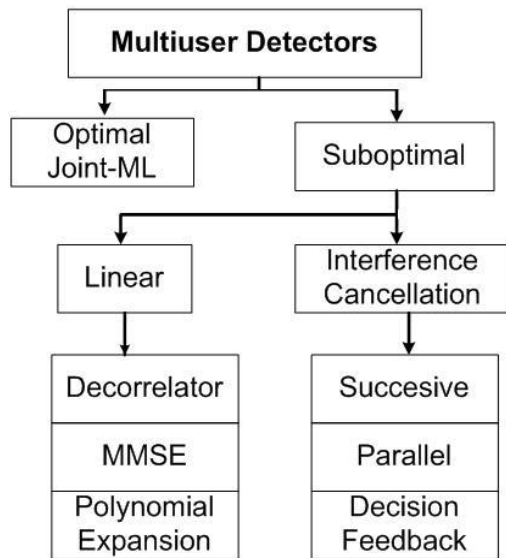 Multiuser Detectors
Optimal
Joint-ML
Suboptimal
Linear
Interference
Cancellation
Decorrelator
MMSE
Polynomial
Expansion
Succesive
Parallel
Decision
Feedback